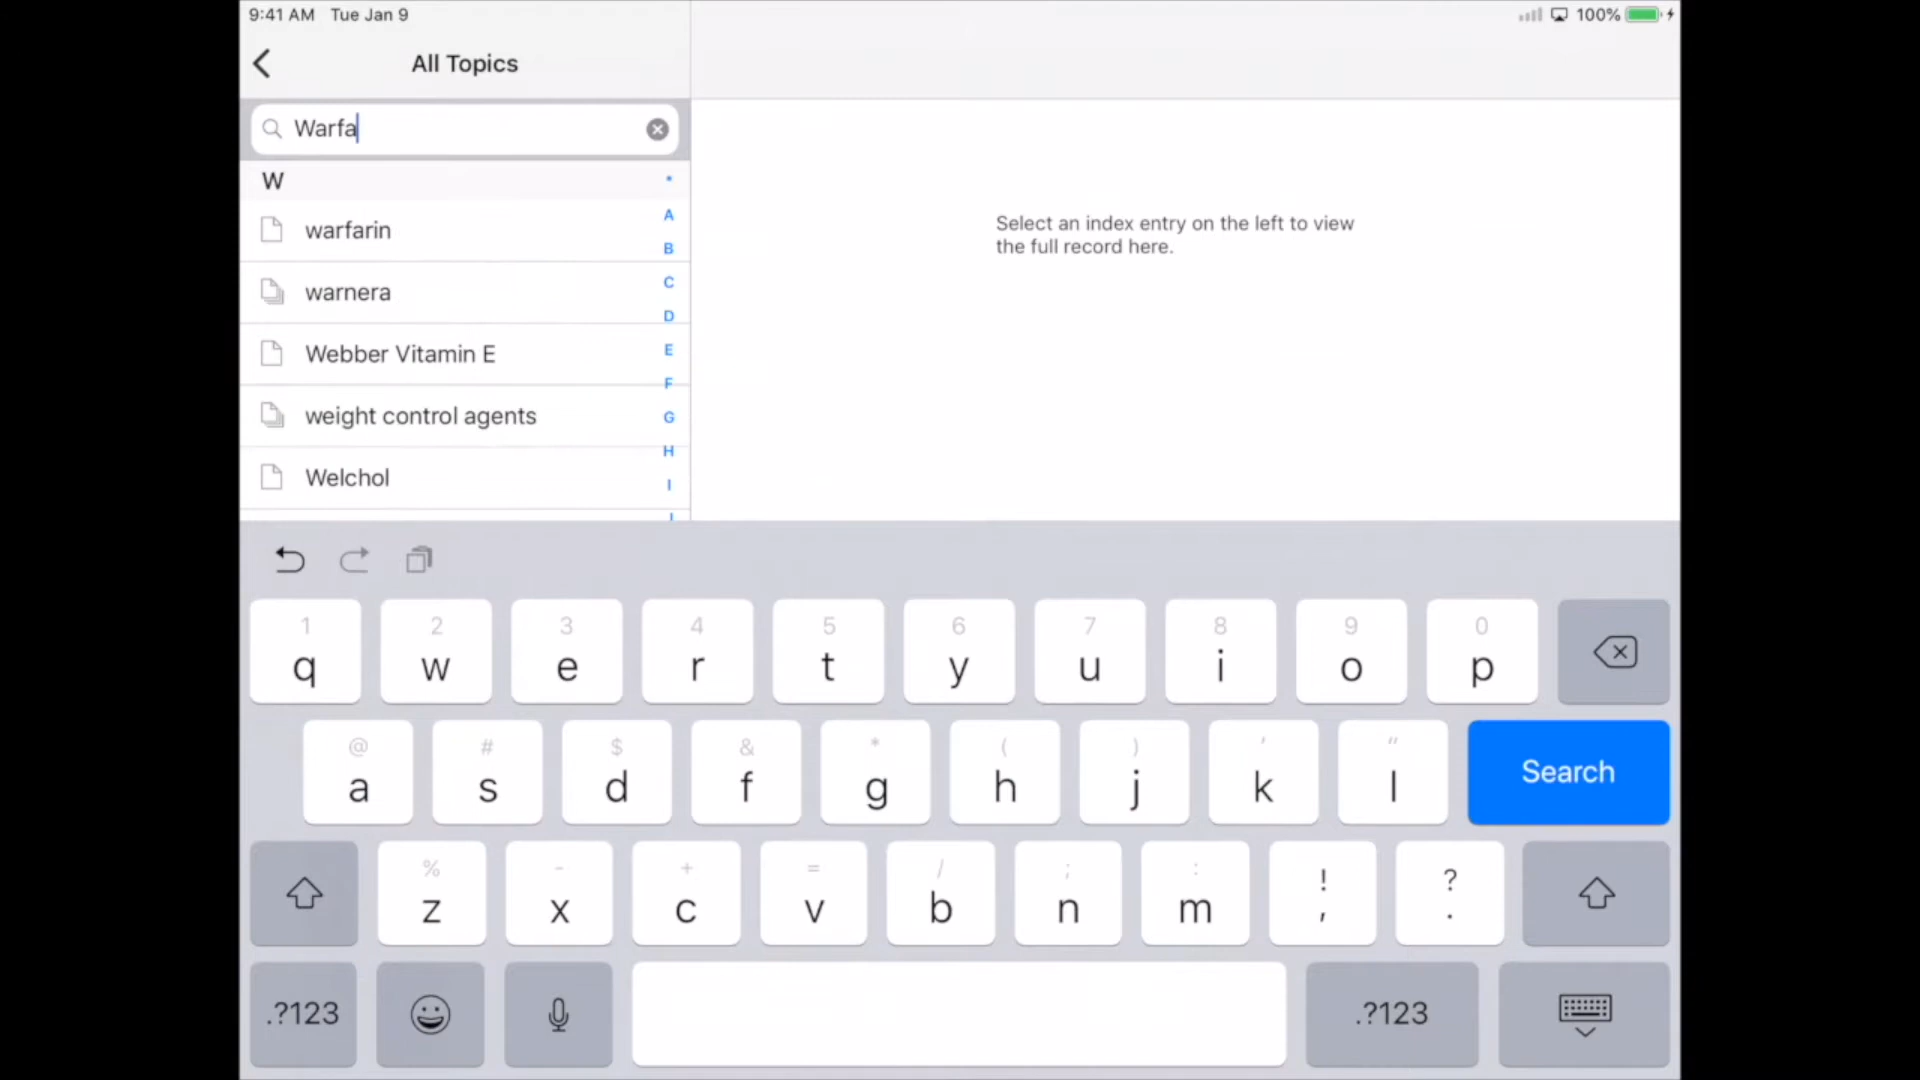 9:41 AM Tue Jan 9
100%
All Topics
Warfa
W
*
A
warfarin
B
C
warnera
D
E
Webber Vitamin E
F
weight control agents
G
H
Welchol
I
Select an index entry on the left to view
the full record here.
1 2 3 4 5 6 7 8 9 0
q w e r t y u i o p
@ # $ & * ( ) ' "
a s d f g h j k l Search
% - + = / ; : ! ?
z x c v b n m , .
.?123 .?123